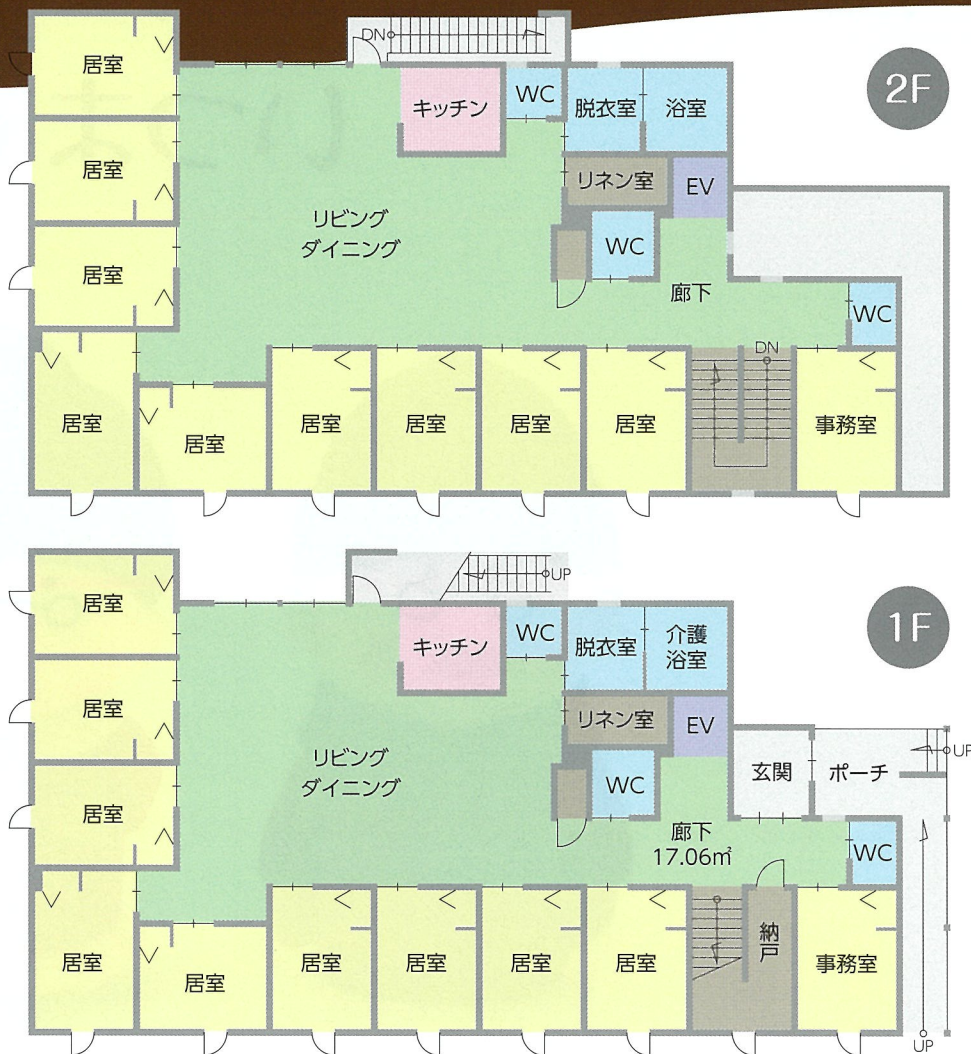 DN
2F
居室
キッチン
WC
脱衣室
浴室
居室
リネン室
EV
リビング
ダイニング
WC
居室
廊下
WC
DN
居室
居室
居室
居室
居室
居室
事務室
UP
1F
居室
キッチン
WC
脱衣室
介護
浴室
居室
リネン室
EV
リビング
ダイニング
WC
玄関
ポーチ
UP
居室
廊下
17.06㎡
WC
居室
居室
居室
居室
居室
居室
納戸
事務室
UP